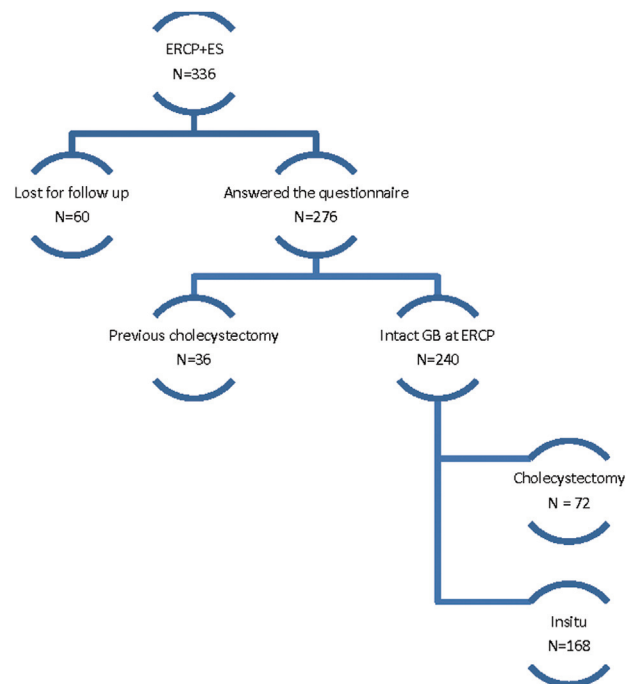 ERCP+ES
N=336
Lost for follow up
N=60
Answered the questionnaire
N=276
Previous cholecystectomy
N=36
Intact GB at ERCP
N=240
Cholecystectomy
N = 72
Insitu
N=168